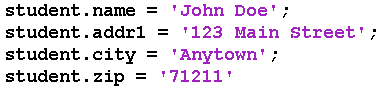 student.name = 'John Doe';
student.addr1 = '123 Main Street';
student.city = 'Anytown';
student.zip = '71211'